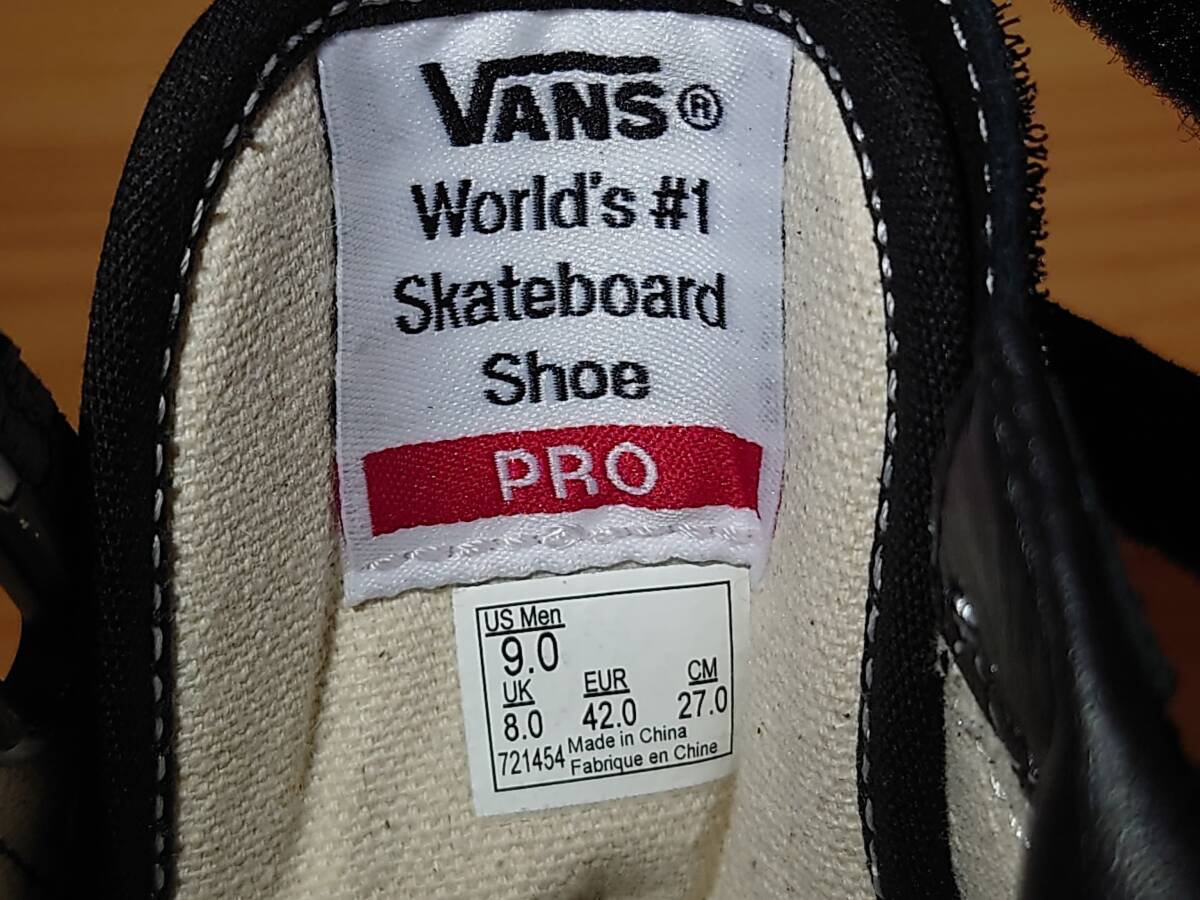 VANS®
World's #1
Skateboard
Shoe
PRO
US Men
9.0
UK EUR CM
8.0 42.0 27.0
721454 Made in China
Fabrique en Chine